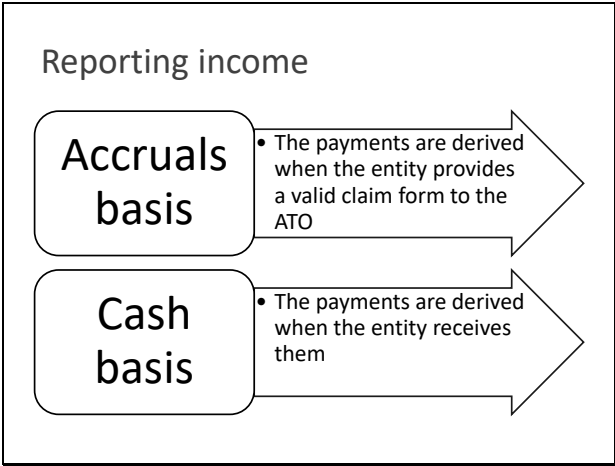 Reporting income
Accruals
basis
• The payments are derived
when the entity provides
a valid claim form to the
ATO
Cash
basis
• The payments are derived
when the entity receives
them